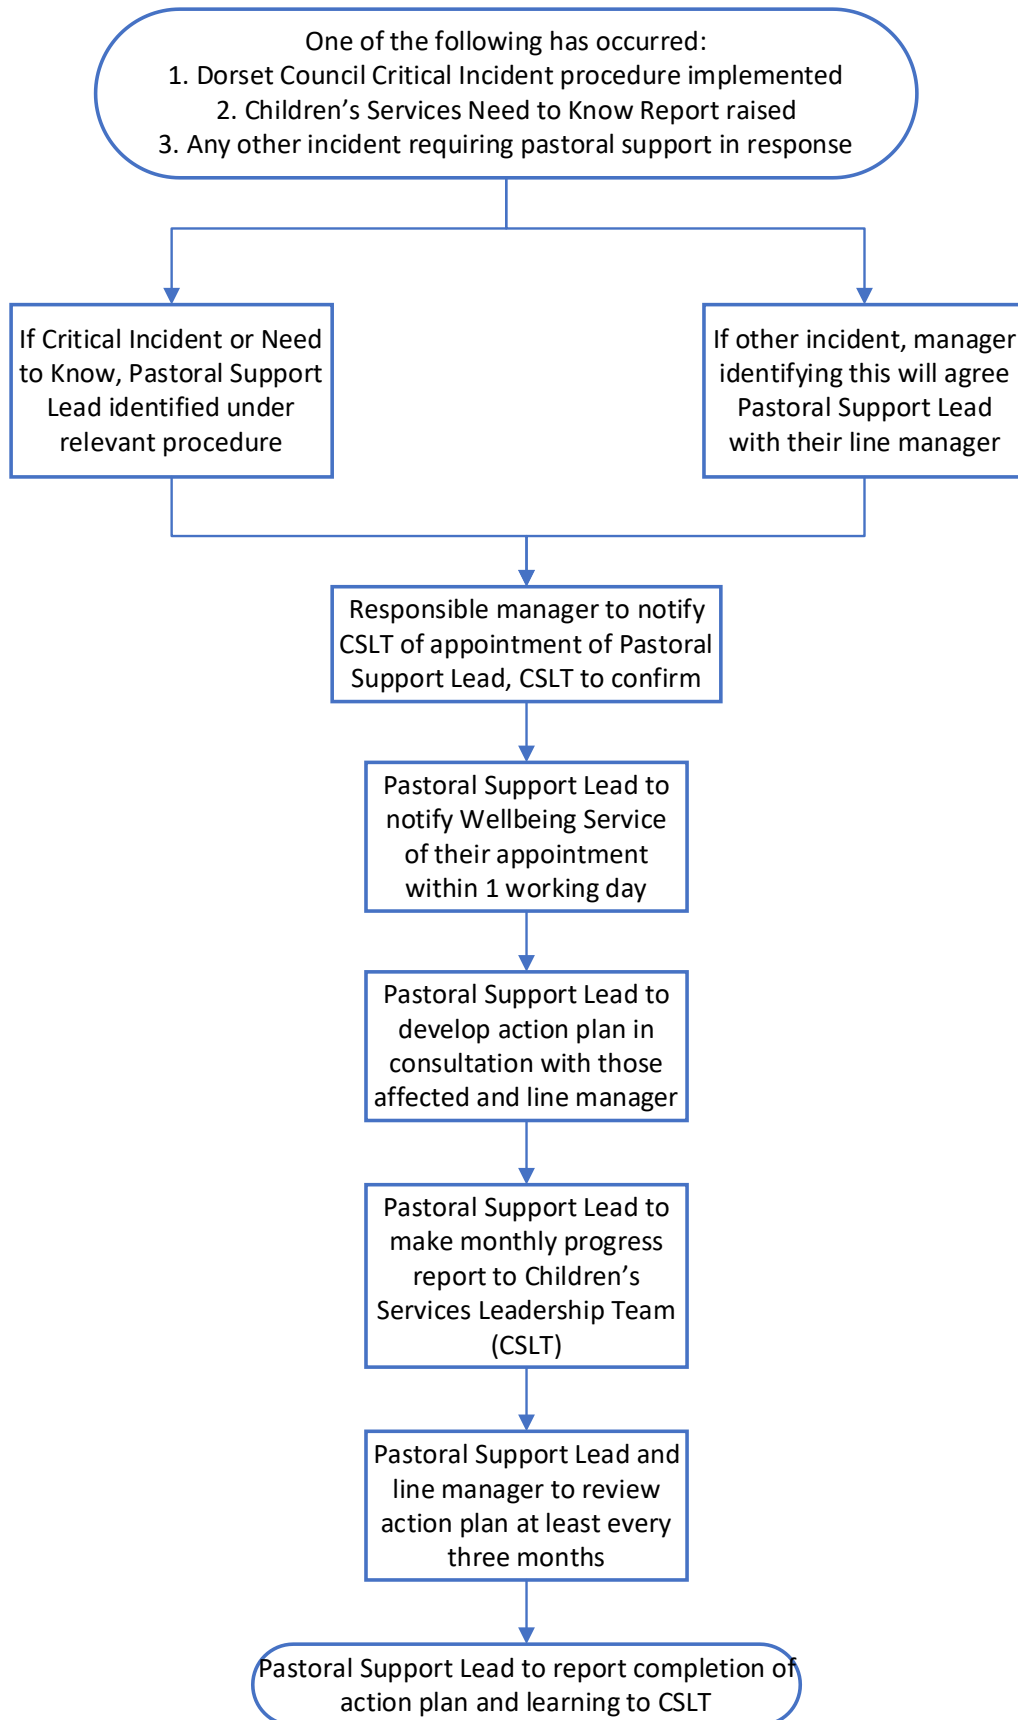 One of the following has occurred:
1. Dorset Council Critical Incident procedure implemented
2. Children’s Services Need to Know Report raised
3. Any other incident requiring pastoral support in response
If Critical Incident or Need
to Know, Pastoral Support
Lead identified under
relevant procedure
If other incident, manager
identifying this will agree
Pastoral Support Lead
with their line manager
Responsible manager to notify
CSLT of appointment of Pastoral
Support Lead, CSLT to confirm
Pastoral Support Lead to
notify Wellbeing Service
of their appointment
within 1 working day
Pastoral Support Lead to
develop action plan in
consultation with those
affected and line manager
Pastoral Support Lead to
make monthly progress
report to Children’s
Services Leadership Team
(CSLT)
Pastoral Support Lead and
line manager to review
action plan at least every
three months
Pastoral Support Lead to report completion of
action plan and learning to CSLT